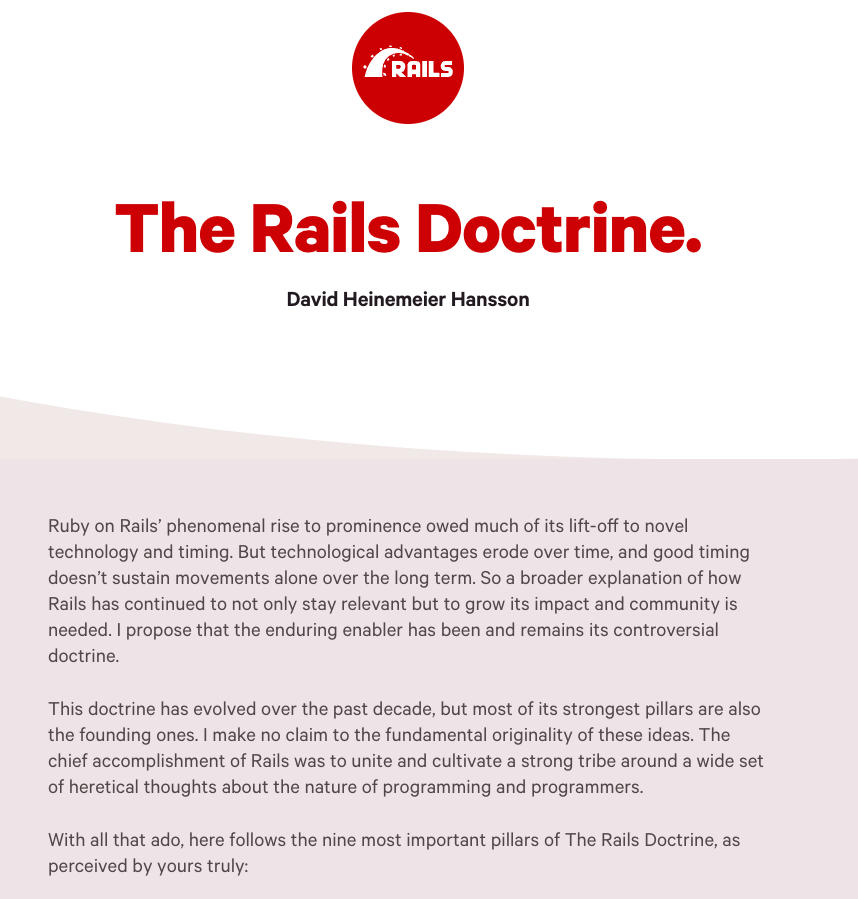 RAILS
The Rails Doctrine.
David Heinemeier Hansson
Ruby on Rails’ phenomenal rise to prominence owed much of its lift-off to novel
technology and timing. But technological advantages erode over time, and good timing
doesn’t sustain movements alone over the long term. So a broader explanation of how
Rails has continued to not only stay relevant but to grow its impact and community is
needed. I propose that the enduring enabler has been and remains its controversial
doctrine.
This doctrine has evolved over the past decade, but most of its strongest pillars are also
the founding ones. I make no claim to the fundamental originality of these ideas. The
chief accomplishment of Rails was to unite and cultivate a strong tribe around a wide set
of heretical thoughts about the nature of programming and programmers.
With all that ado, here follows the nine most important pillars of The Rails Doctrine, as
perceived by yours truly: